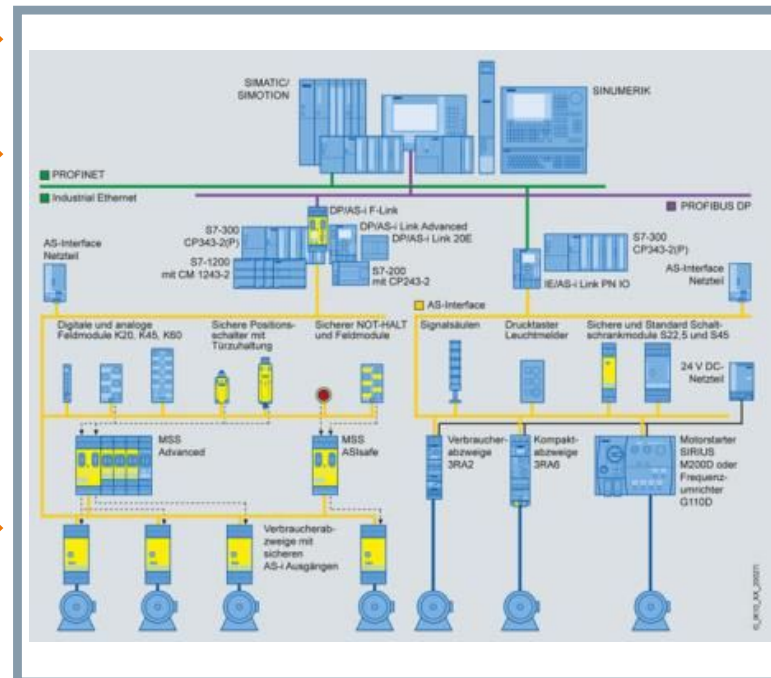 SIMATIC/
SIMOTION
SINUMERIK
PROFINET
Industrial Ethernet
PROFIBUS DP
DP/AS-i F-Link
DP/AS-i Link Advanced
DP/AS-i Link 20E
S7-300
CP343-2(P)
S7-1200
mit CM 1243-2
S7-200
mit CP243-2
S7-300
CP343-2(P)
IE/AS-i Link PN IO
AS-Interface
Netzteil
AS-Interface
Netzteil
AS-Interface
Digitale und analoge
Feldmodule K20, K45, K60
Sichere Positions-
schalter mit
Türzuhaltung
Sicherer NOT-HALT
und Feldmodule
Signalsäulen
Drucktaster
Leuchtmelder
Sichere und Standard Schalt-
schrankmodule S22,5 und S45
24 V DC-
Netzteil
MSS
Advanced
MSS
ASIsafe
Verbraucher-
abzweige
3RA2
Kompakt-
abzweige
3RA6
Motorstarter
SIRIUS
M200D oder
Frequenz-
umrichter
G110D
Verbraucherab-
zweige mit
sicheren
AS-i Ausgängen